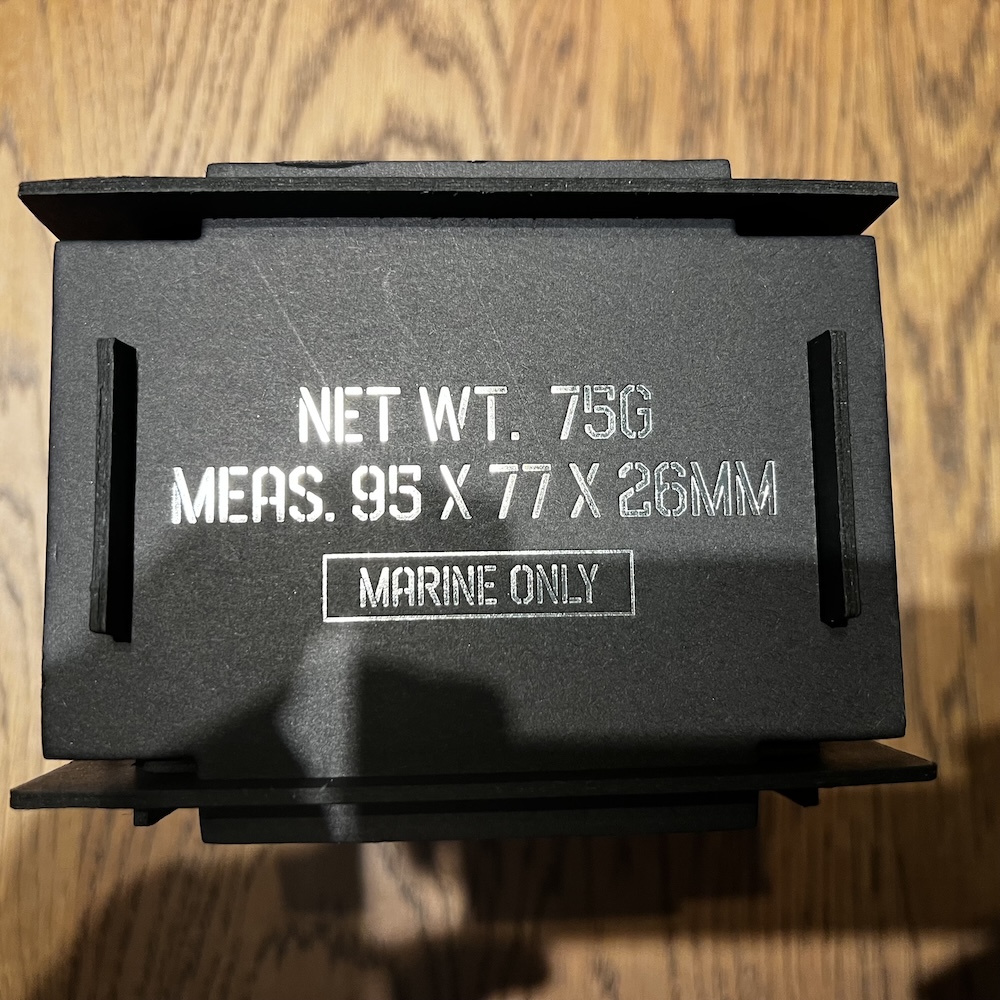 NET WT. 75G
MEAS. 95 X 77 X 26MM
MARINE ONLY